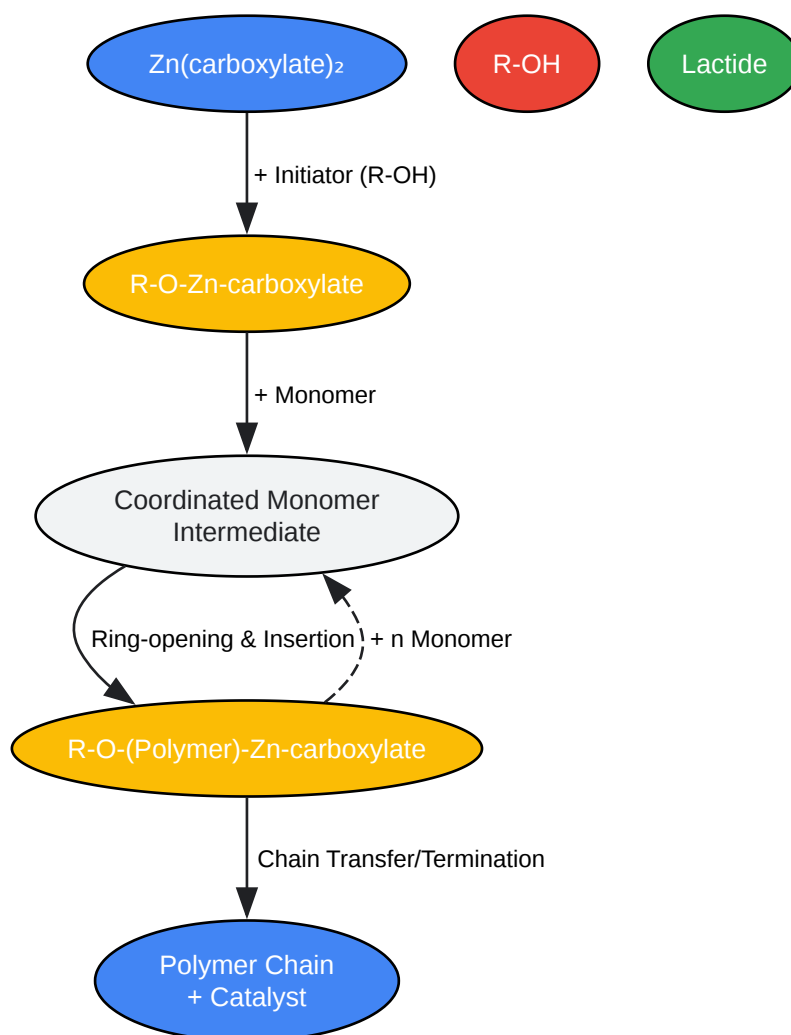 Zn(carboxylate)₂
R-OH
Lactide
+ Initiator (R-OH)
R-O-Zn-carboxylate
+ Monomer
Coordinated Monomer
Intermediate
Ring-opening & Insertion
+ n Monomer
R-O-(Polymer)-Zn-carboxylate
Chain Transfer/Termination
Polymer Chain
+ Catalyst